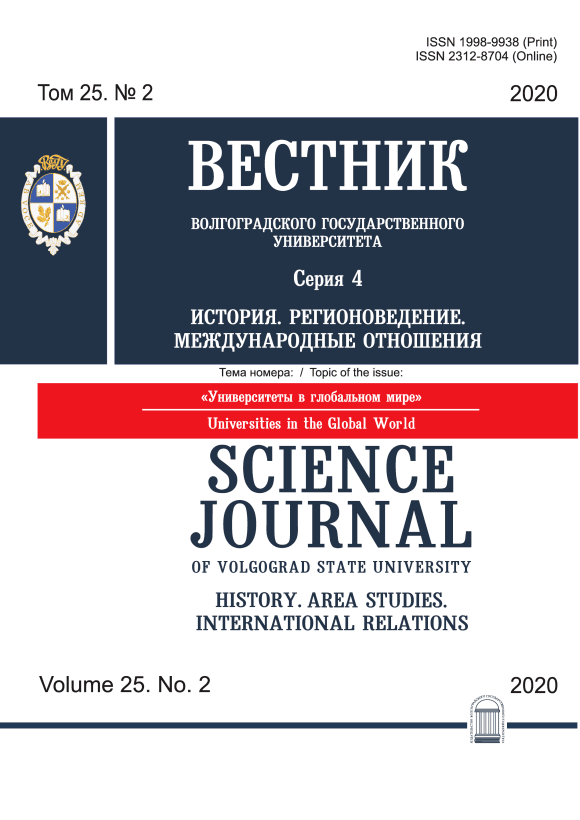 ISSN 1998-9938 (Print)
ISSN 2312-8704 (Online)
Том 25. № 2
2020
ВЕСТНИК
ВОЛГОГРАДСКОГО ГОСУДАРСТВЕННОГО
УНИВЕРСИТЕТА
Серия 4
ИСТОРИЯ. РЕГИОНОВЕДЕНИЕ.
МЕЖДУНАРОДНЫЕ ОТНОШЕНИЯ
Тема номера: / Topic of the issue:
«Университеты в глобальном мире»
Universities in the Global World
SCIENCE
JOURNAL
OF VOLGOGRAD STATE UNIVERSITY
HISTORY. AREA STUDIES.
INTERNATIONAL RELATIONS
Volume 25. No. 2
2020